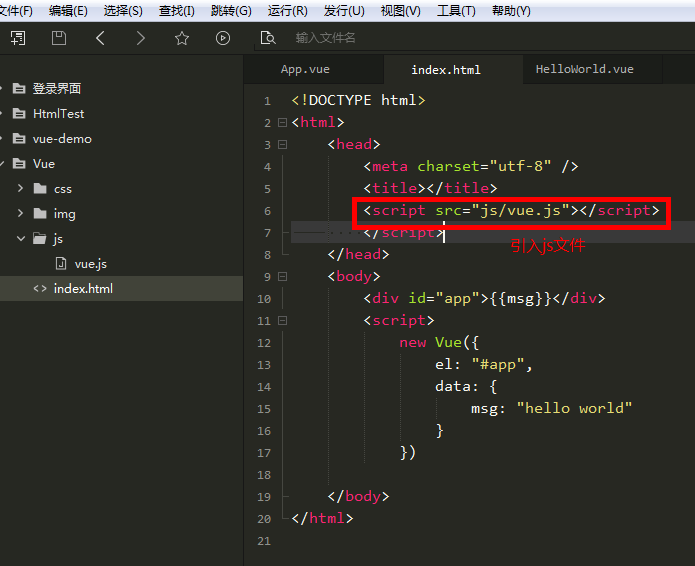 文件(F) 编辑(E) 选择(S) 查找(I) 跳转(G) 运行(R) 发行(U) 视图(V) 工具(T) 帮助(Y)
输入文件名
登录界面
HtmlTest
vue-demo
Vue
css
img
js
vue.js
index.html
App.vue index.html HelloWorld.vue
1 <!DOCTYPE html>
2 <html>
3 <head>
4 <meta charset="utf-8" />
5 <title></title>
6 <script src="js/vue.js"></script>
7 </script>
引入js文件
8 </head>
9 <body>
10 <div id="app">{{msg}}</div>
11 <script>
12 new Vue({
13 el: "#app",
14 data: {
15 msg: "hello world"
16 }
17 })
18
19 </body>
20 </html>
21